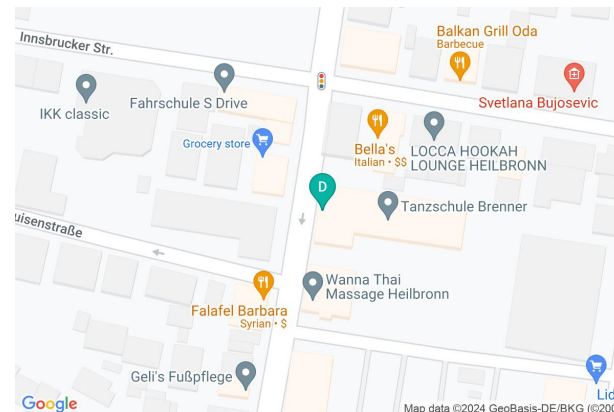 Innsbrucker Str.
Balkan Grill Oda
Barbecue
Svetlana Bujosevic
IKK classic
Fahrschule S Drive
Grocery store
Bella's
Italian • $$
LOCCA HOOKAH
LOUNGE HEILBRONN
D
Tanzschule Brenner
uisenstraße
Wanna Thai
Massage Heilbronn
Falafel Barbara
Syrian • $
Geli's Fußpflege
Lid
Google
Map data ©2024 GeoBasis-DE/BKG (©200